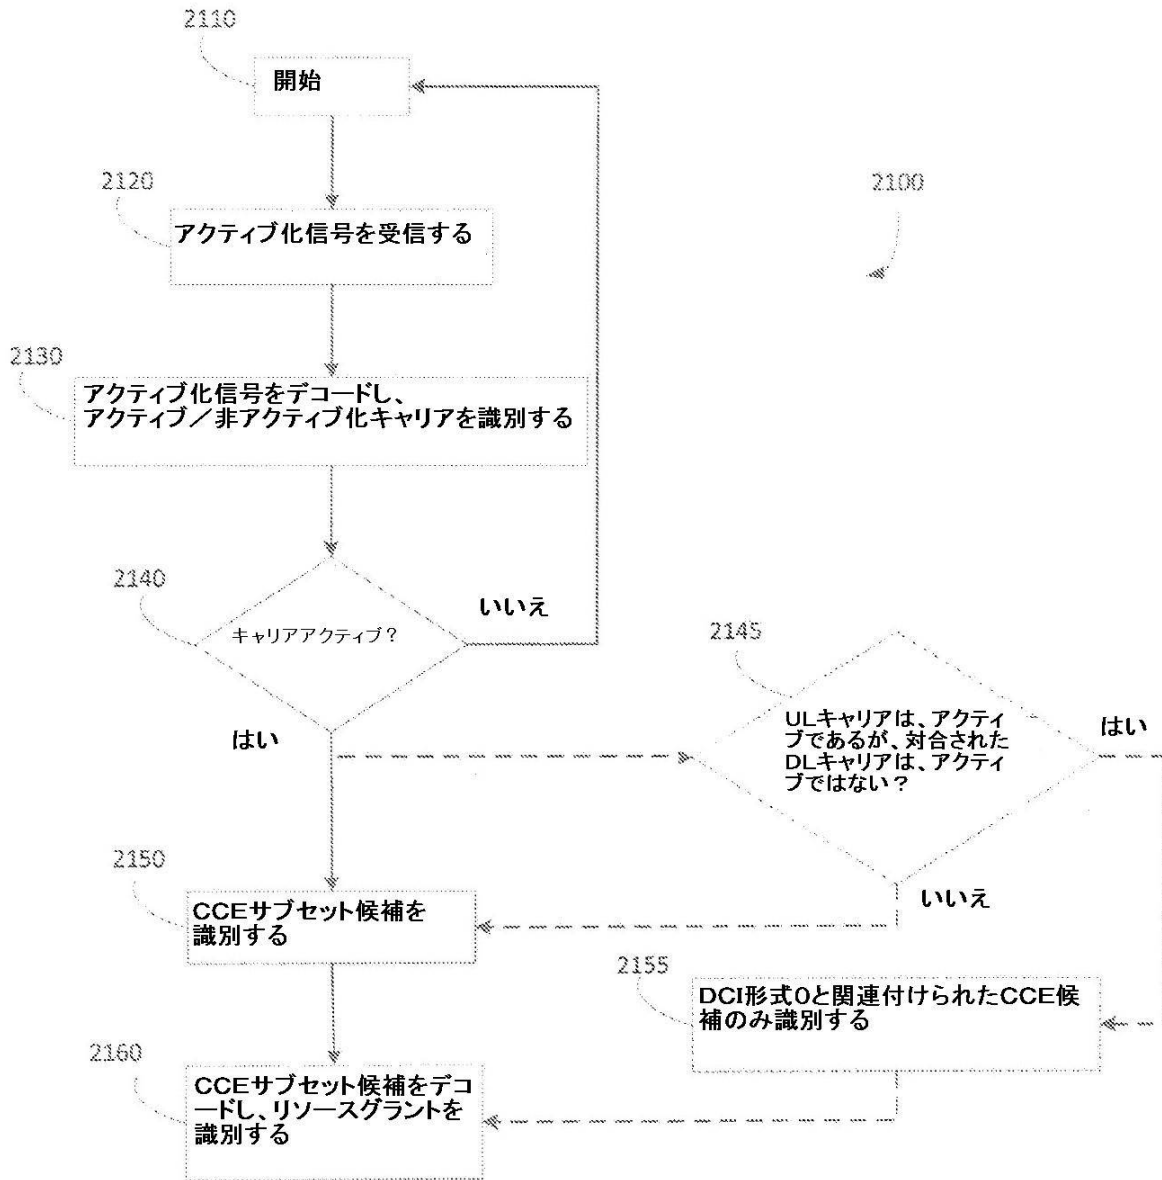 2110
開始
2120
2100
アクティブ化信号を受信する
2130
アクティブ化信号をデコードし、
アクティブ／非アクティブ化キャリアを識別する
2140
いいえ
キャリアアクティブ？
2145
はい
ULキャリアは、アクティ
ブであるが、対合された
DLキャリアは、アクティ
ブではない？
はい
2150
いいえ
CCEサブセット候補を
識別する
2155
DCI形式0と関連付けられたCCE候
補のみ識別する
2160
CCEサブセット候補をデコ
ードし、リソースグラントを
識別する